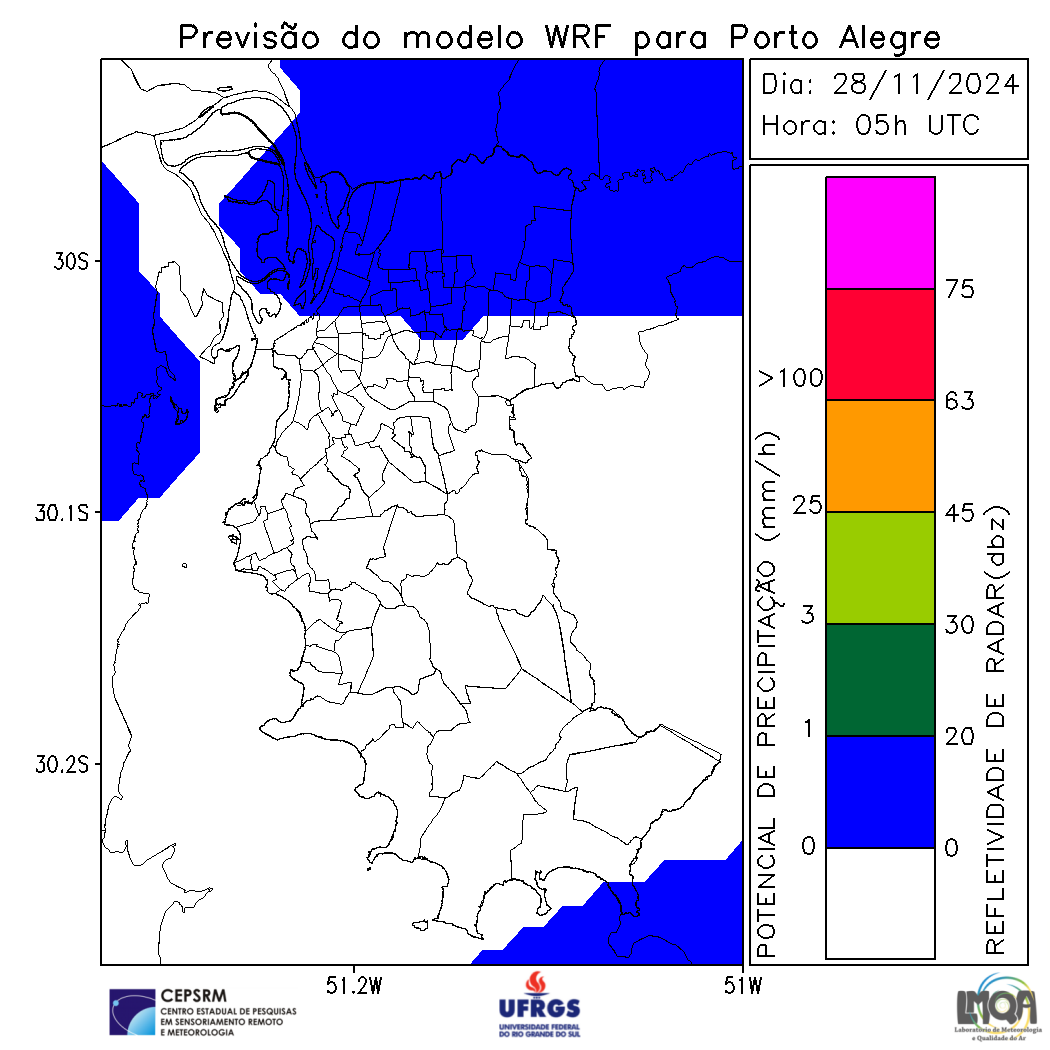 Previsão do modelo WRF para Porto Alegre
Dia: 28/11/2024
Hora: 05h UTC
30S
30.1S
30.2S
51.2W
51W
POTENCIAL DE PRECIPITAÇÃO (mm/h)
>100
25
3
1
0
75
63
45
30
20
0
REFLETIVIDADE DE RADAR(dbz)
CEPSRM
CENTRO ESTADUAL DE PESQUISAS
EM SENSORIAMENTO REMOTO
E METEOROLOGIA
UFRGS
UNIVERSIDADE FEDERAL
DO RIO GRANDE DO SUL
LMQA
Laboratório de Meteorologia
e Qualidade do Ar